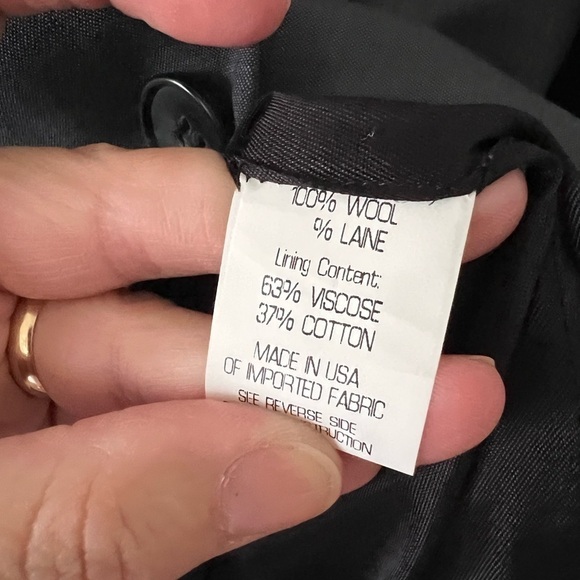 100% WOOL
% LAINE
Lining Content:
63% VISCOSE
37% COTTON
MADE IN USA
OF IMPORTED FABRIC
SEE REVERSE SIDE